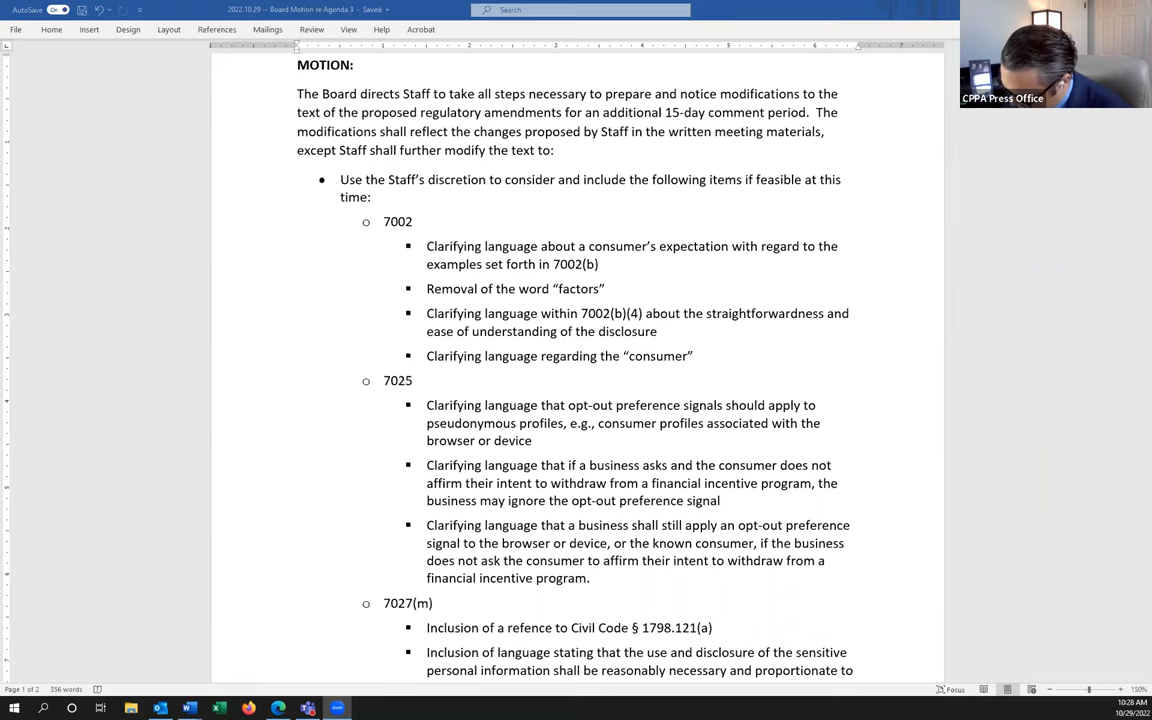 AutoSave On 2022.10.29 -- Board Motion re Agenda 3 - Saved Search
File Home Insert Design Layout References Mailings Review View Help Acrobat
CPPA Press Office
MOTION:
The Board directs Staff to take all steps necessary to prepare and notice modifications to the
text of the proposed regulatory amendments for an additional 15-day comment period. The
modifications shall reflect the changes proposed by Staff in the written meeting materials,
except Staff shall further modify the text to:
• Use the Staff’s discretion to consider and include the following items if feasible at this
time:
o 7002
▪ Clarifying language about a consumer’s expectation with regard to the
examples set forth in 7002(b)
▪ Removal of the word “factors”
▪ Clarifying language within 7002(b)(4) about the straightforwardness and
ease of understanding of the disclosure
▪ Clarifying language regarding the “consumer”
o 7025
▪ Clarifying language that opt-out preference signals should apply to
pseudonymous profiles, e.g., consumer profiles associated with the
browser or device
▪ Clarifying language that if a business asks and the consumer does not
affirm their intent to withdraw from a financial incentive program, the
business may ignore the opt-out preference signal
▪ Clarifying language that a business shall still apply an opt-out preference
signal to the browser or device, or the known consumer, if the business
does not ask the consumer to affirm their intent to withdraw from a
financial incentive program.
o 7027(m)
▪ Inclusion of a refence to Civil Code § 1798.121(a)
▪ Inclusion of language stating that the use and disclosure of the sensitive
personal information shall be reasonably necessary and proportionate to
Page 1 of 2 356 words Focus 150%
10:28 AM
10/29/2022